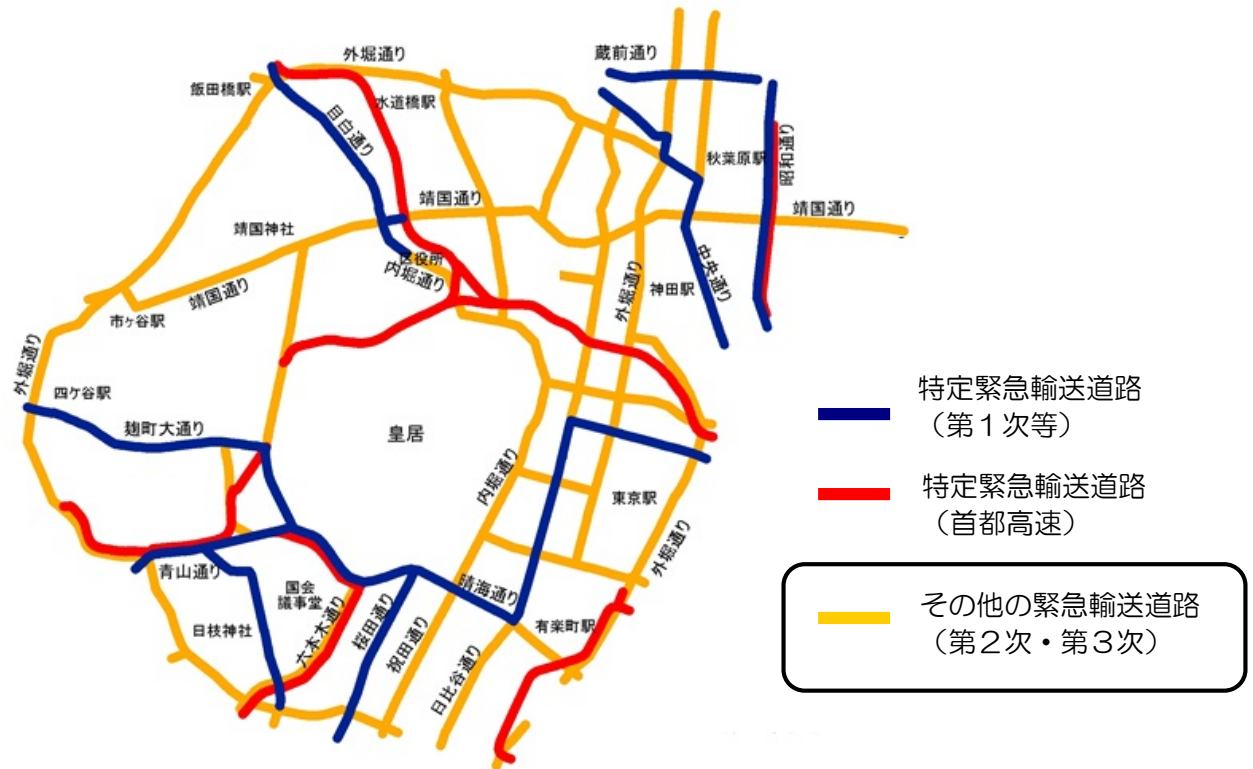 外堀通り
蔵前通り
飯田橋駅
水道橋駅
目白通り
秋葉原駅
昭和通り
靖国通り
靖国通り
靖国神社
区役所
内堀通り
靖国通り
外堀通り
神田駅
中央通り
市ヶ谷駅
外堀通り
四ケ谷駅
麹町大通り
皇居
内堀通り
東京駅
外堀通り
青山通り
国会
議事堂
晴海通り
有楽町駅
日枝神社
六本木通り
桜田通り
祝田通り
日比谷通り
特定緊急輸送道路
（第１次等）
特定緊急輸送道路
（首都高速）
その他の緊急輸送道路
（第２次・第３次）